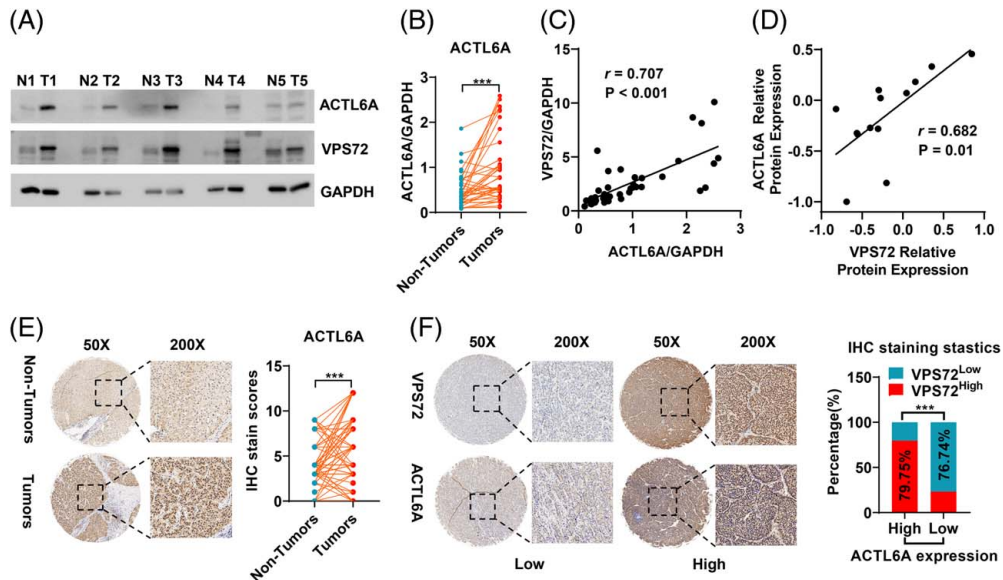 (A)
N1 T1 N2 T2 N3 T3 N4 T4 N5 T5
ACTL6A
VPS72
GAPDH
(B)
ACTL6A
***
ACTL6A/GAPDH
3
2
1
0
Non-Tumors
Tumors
(C)
VPS72/GAPDH
15
10
5
0
r = 0.707
P < 0.001
0 1 2 3
ACTL6A/GAPDH
(D)
ACTL6A Relative
Protein Expression
0.5
0.0
-0.5
-1.0
r = 0.682
P = 0.01
-1.0 -0.5 0.0 0.5 1.0
VPS72 Relative
Protein Expression
(E)
50X 200X
Non-Tumors
Tumors
ACTL6A
***
IHC stain scores
15
10
5
0
Non-Tumors
Tumors
(F)
50X 200X 50X 200X
VPS72
ACTL6A
Low High
IHC staining stastics
VPS72Low
VPS72High
***
Percentage(%)
100
50
0
79.75%
76.74%
High Low
ACTL6A expression